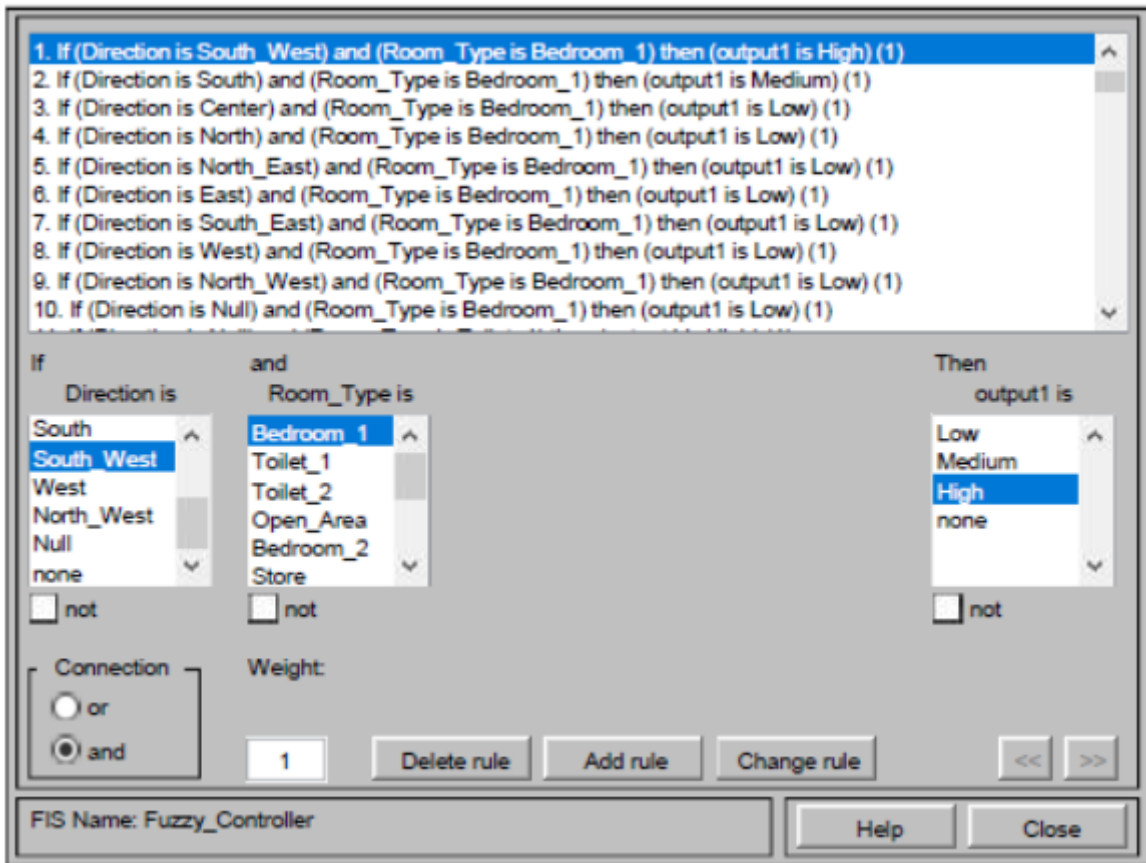 1. If (Direction is South_West) and (Room_Type is Bedroom_1) then (output1 is High) (1)
2. If (Direction is South) and (Room_Type is Bedroom_1) then (output1 is Medium) (1)
3. If (Direction is Center) and (Room_Type is Bedroom_1) then (output1 is Low) (1)
4. If (Direction is North) and (Room_Type is Bedroom_1) then (output1 is Low) (1)
5. If (Direction is North_East) and (Room_Type is Bedroom_1) then (output1 is Low) (1)
6. If (Direction is East) and (Room_Type is Bedroom_1) then (output1 is Low) (1)
7. If (Direction is South_East) and (Room_Type is Bedroom_1) then (output1 is Low) (1)
8. If (Direction is West) and (Room_Type is Bedroom_1) then (output1 is Low) (1)
9. If (Direction is North_West) and (Room_Type is Bedroom_1) then (output1 is Low) (1)
10. If (Direction is Null) and (Room_Type is Bedroom_1) then (output1 is Low) (1)
If
Direction is
South
South_West
West
North_West
Null
none
not
and
Room_Type is
Bedroom_1
Toilet_1
Toilet_2
Open_Area
Bedroom_2
Store
not
Then
output1 is
Low
Medium
High
none
not
Connection
or
and
Weight:
1
Delete rule
Add rule
Change rule
<<
>>
FIS Name: Fuzzy_Controller
Help
Close